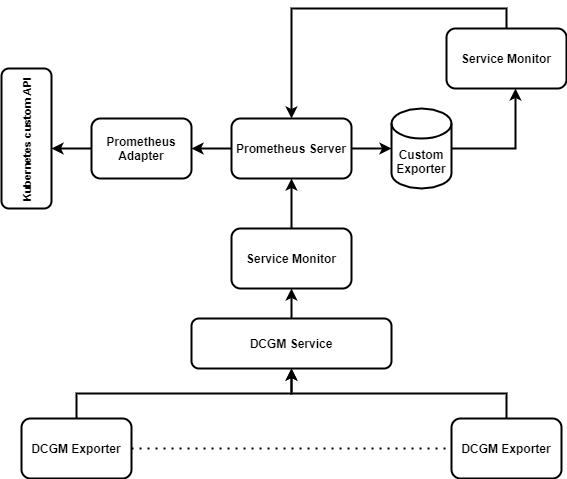 Service Monitor
Kubernetes custom API
Prometheus
Adapter
Prometheus Server
Custom
Exporter
Service Monitor
DCGM Service
DCGM Exporter
DCGM Exporter